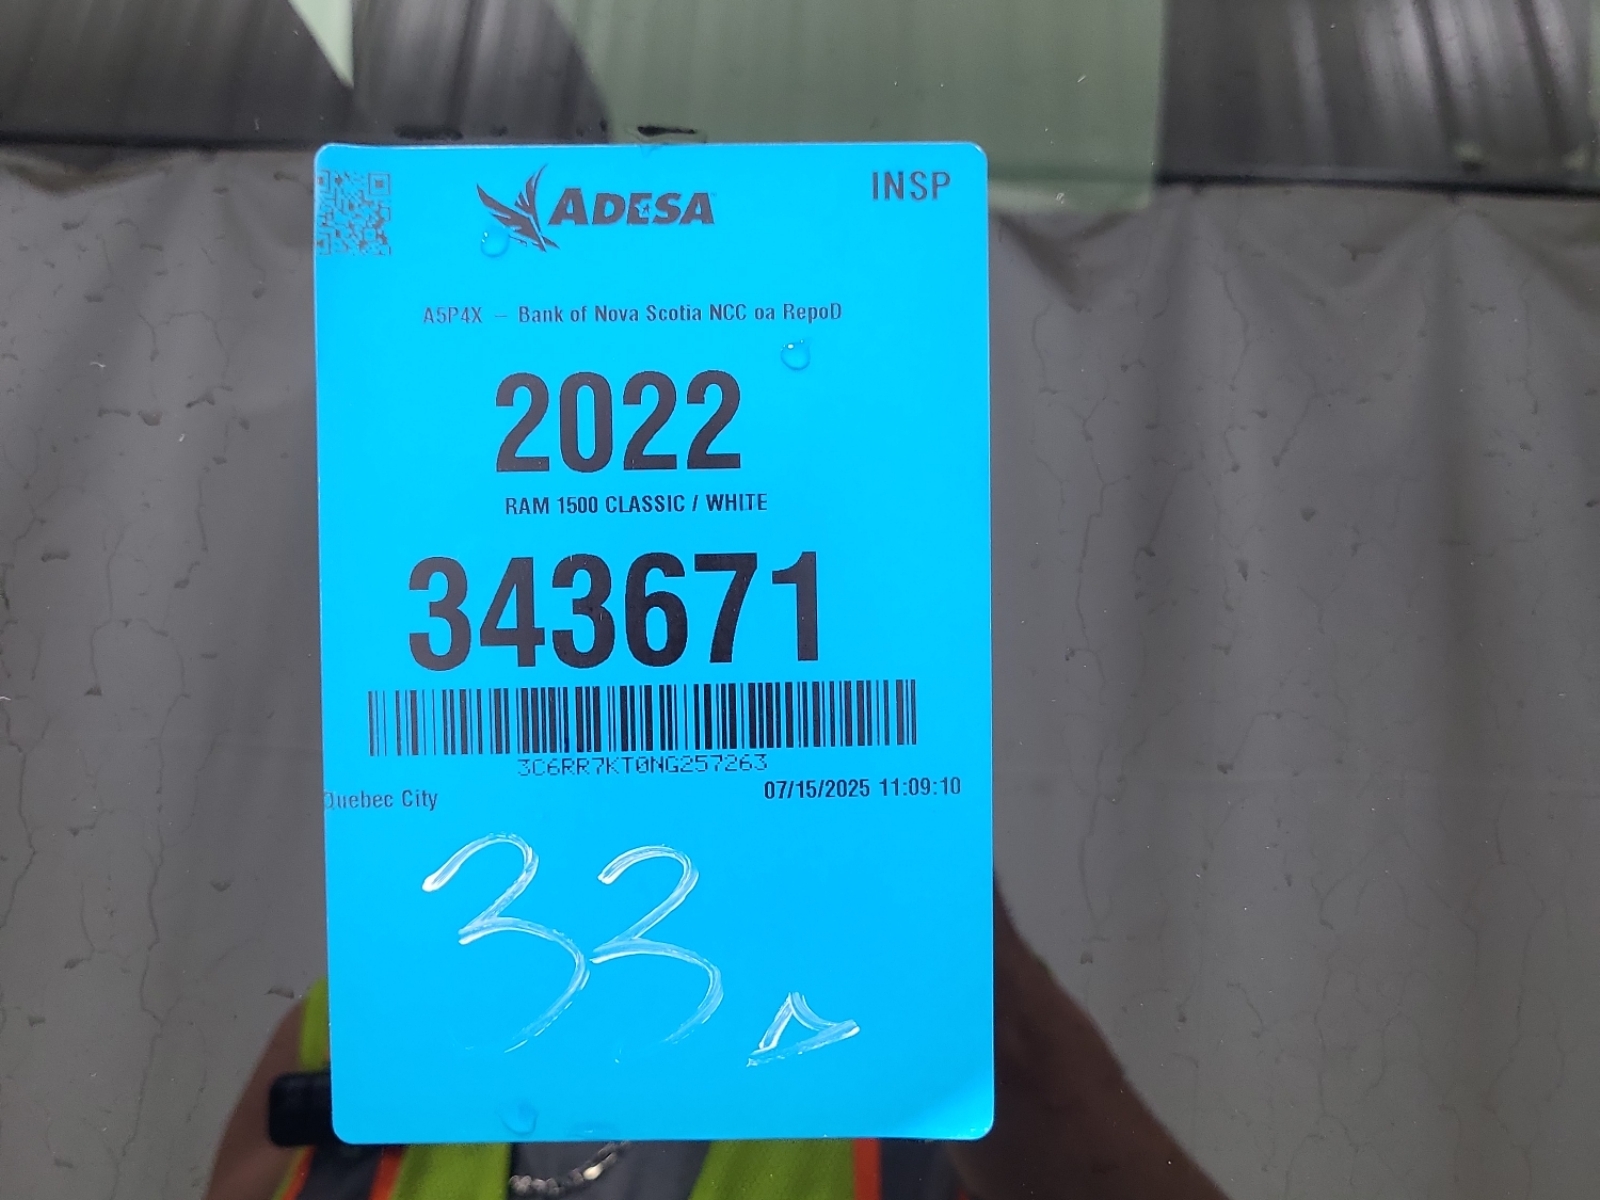 ADESA
INSP
A5P4X – Bank of Nova Scotia NCC oa RepoD
2022
RAM 1500 CLASSIC / WHITE
343671
3C6RR7KT0NG257263
Quebec City
07/15/2025 11:09:10
33